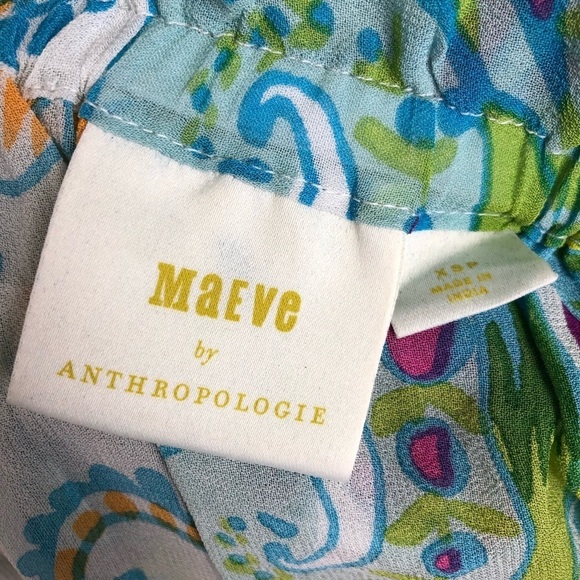 MaEve
by
ANTHROPOLOGIE
XSP
MADE IN
INDIA